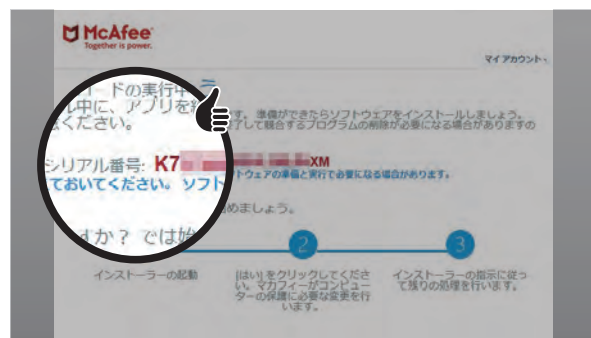 McAfee
Together is power.
マイ アカウント
ードの実行中
ル中に、アプリを終
ください。
す。 準備ができたらソフトウェアをインストールしましょう。
了して競合するプログラムの削除が必要になる場合がありますの
シリアル番号: K7
XM
ておいてください。 ソフト
トウェアの準備と実行で必要になる場合があります。
めましょう。
すか？ では始
2
3
インストーラーの起動
[はい] をクリックしてくださ
い。マカフィーがコンピュー
ターの保護に必要な変更を行
います。
インストーラーの指示に従っ
て残りの処理を行います。